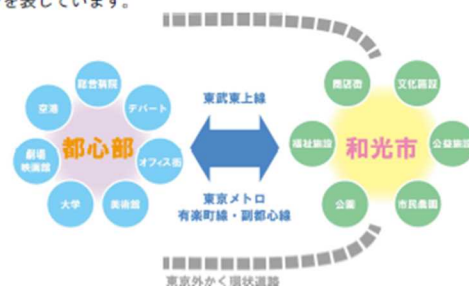 を表しています。
総合病院
空港
デパート
劇場
映画館
都心部
オフィス街
大学
美術館
東武東上線
東京メトロ
有楽町線・副都心線
商店街
文化施設
福祉施設
和光市
公益施設
公園
市民農園
東京外かく環状道路